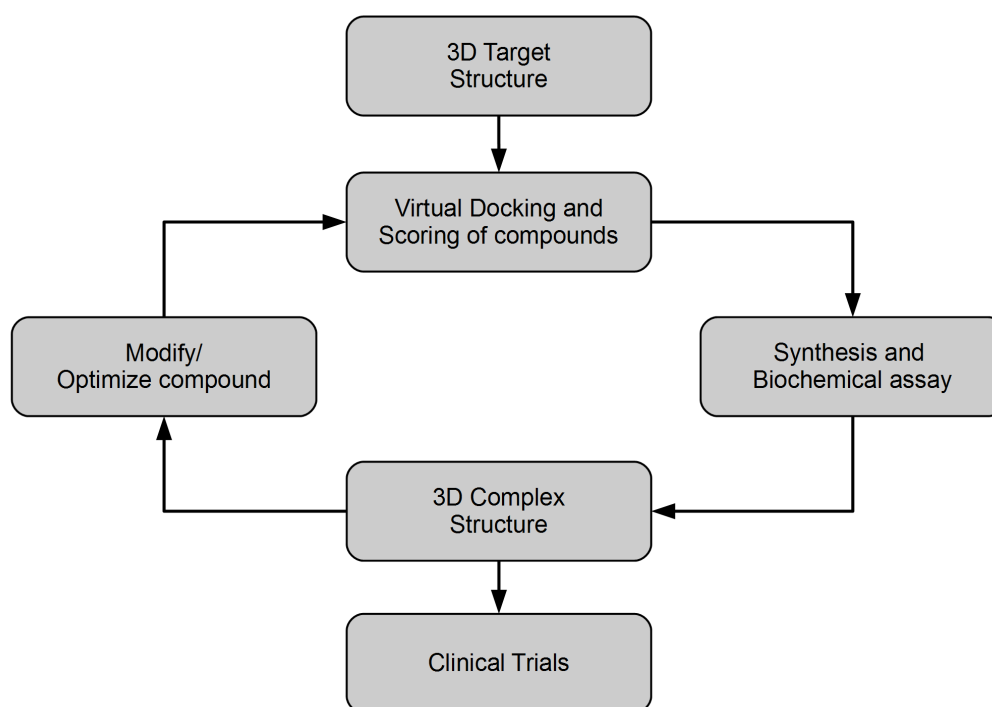 3D Target
Structure
Virtual Docking and
Scoring of compounds
Modify/
Optimize compound
Synthesis and
Biochemical assay
3D Complex
Structure
Clinical Trials